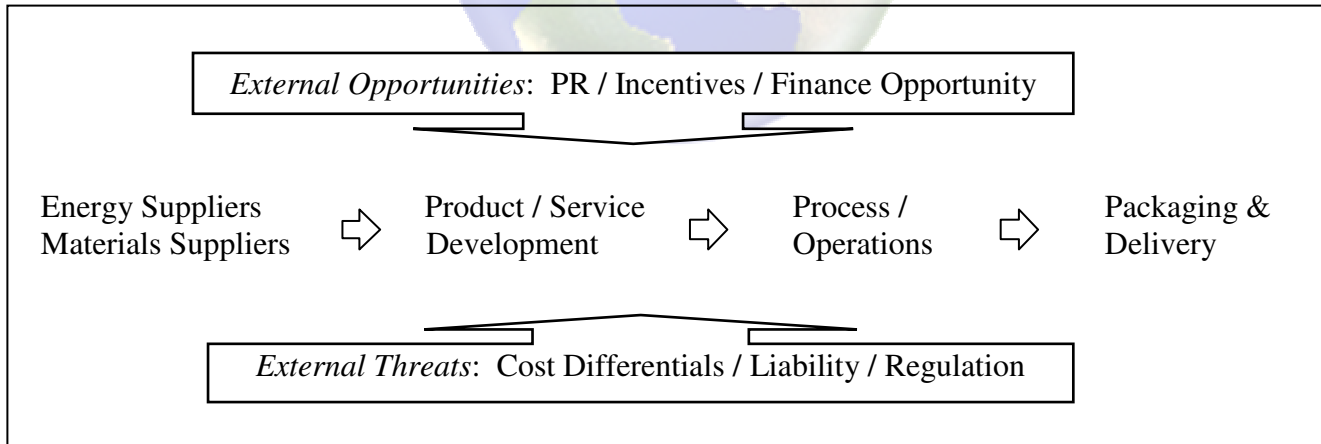 External Opportunities: PR / Incentives / Finance Opportunity
Energy Suppliers
Materials Suppliers
Product / Service
Development
Process /
Operations
Packaging &
Delivery
External Threats: Cost Differentials / Liability / Regulation